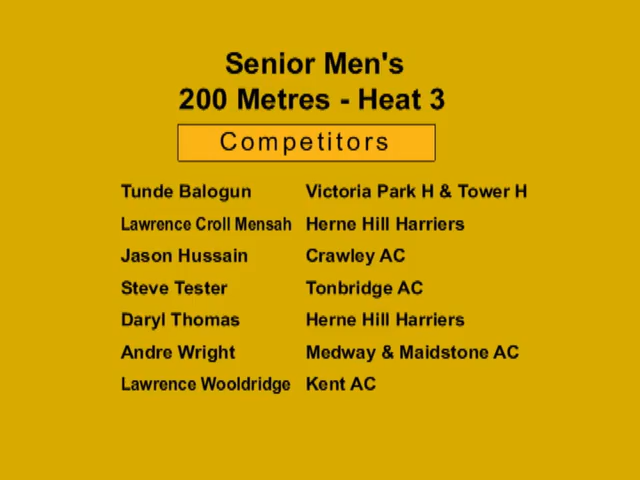 Senior Men's
200 Metres - Heat 3
Competitors
Tunde Balogun Victoria Park H & Tower H
Lawrence Croll Mensah Herne Hill Harriers
Jason Hussain Crawley AC
Steve Tester Tonbridge AC
Daryl Thomas Herne Hill Harriers
Andre Wright Medway & Maidstone AC
Lawrence Wooldridge Kent AC